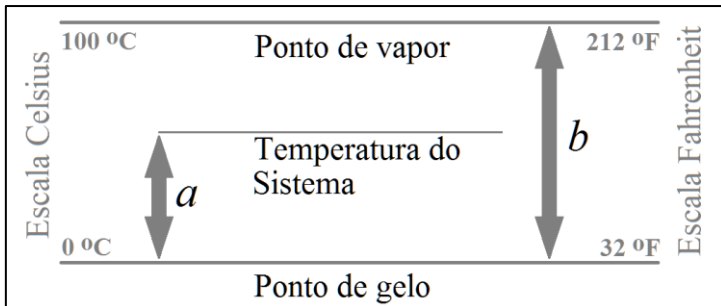 100 ºC
Ponto de vapor
212 ºF
Escala Celsius
Temperatura do
Sistema
a
b
Escala Fahrenheit
0 ºC
32 ºF
Ponto de gelo